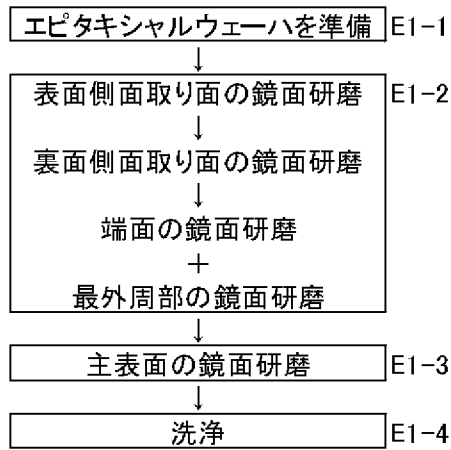 エピタキシャルウェーハを準備 E1-1
↓
表面側面取り面の鏡面研磨 E1-2
↓
裏面側面取り面の鏡面研磨
↓
端面の鏡面研磨
+
最外周部の鏡面研磨
↓
主表面の鏡面研磨 E1-3
↓
洗浄 E1-4